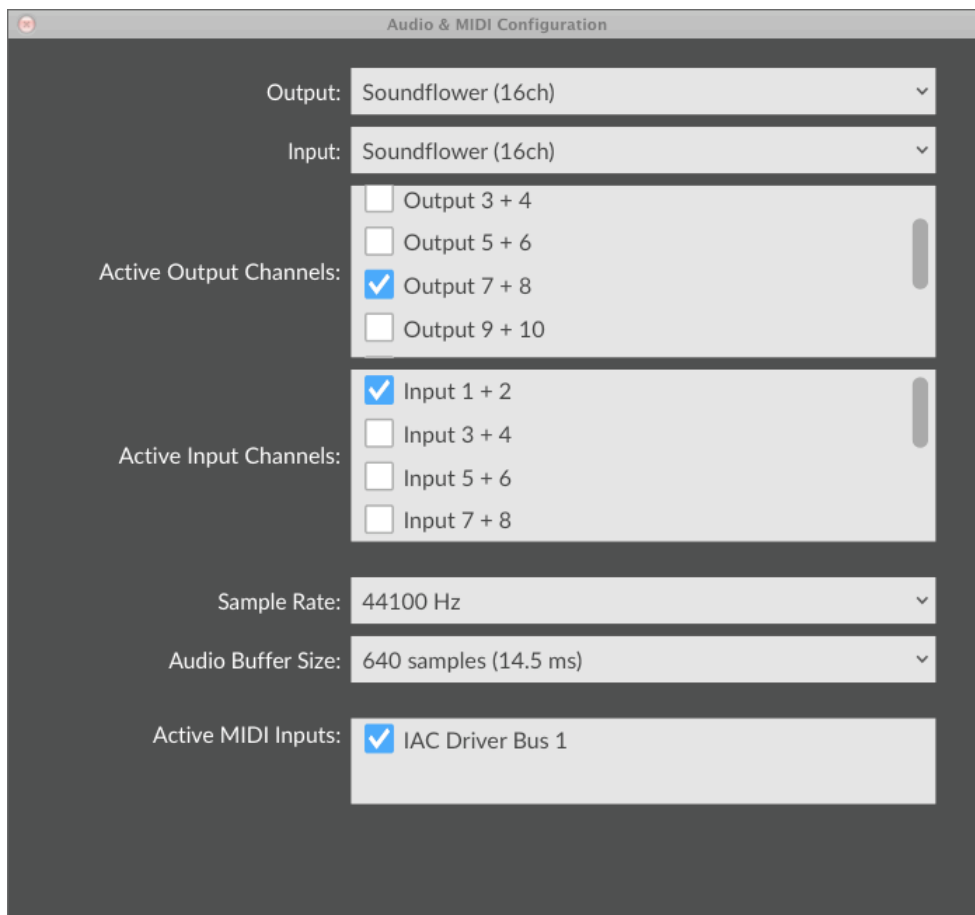 Audio & MIDI Configuration
Output: Soundflower (16ch)
Input: Soundflower (16ch)
Active Output Channels:
Output 3 + 4
Output 5 + 6
Output 7 + 8
Output 9 + 10
Active Input Channels:
Input 1 + 2
Input 3 + 4
Input 5 + 6
Input 7 + 8
Sample Rate: 44100 Hz
Audio Buffer Size: 640 samples (14.5 ms)
Active MIDI Inputs: IAC Driver Bus 1